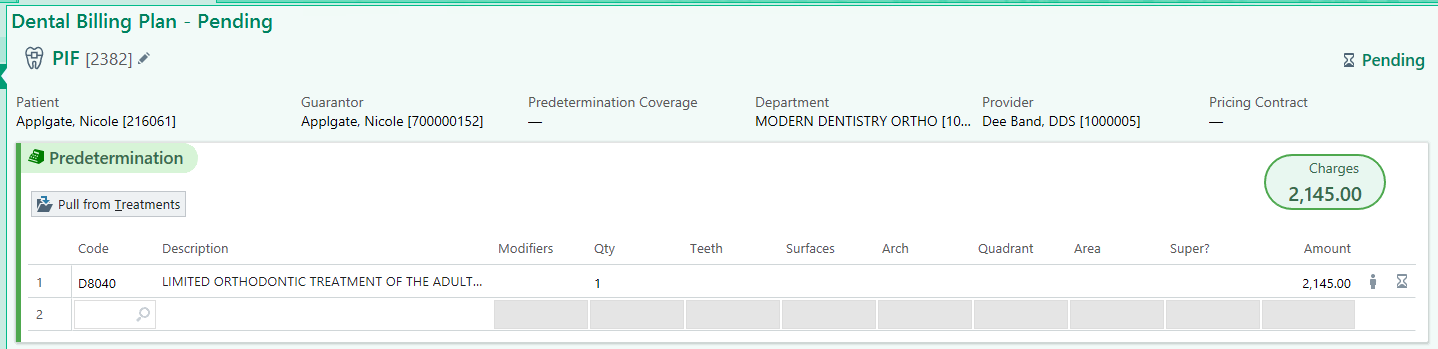 Dental Billing Plan - Pending
PIF [2382]
Pending
Patient Guarantor Predetermination Coverage Department Provider Pricing Contract
Applgate, Nicole [216061] Applgate, Nicole [700000152] — MODERN DENTISTRY ORTHO [10... Dee Band, DDS [1000005] —
Predetermination
Charges
2,145.00
Pull from Treatments
Code Description Modifiers Qty Teeth Surfaces Arch Quadrant Area Super? Amount
1 D8040 LIMITED ORTHODONTIC TREATMENT OF THE ADULT... 1 2,145.00
2